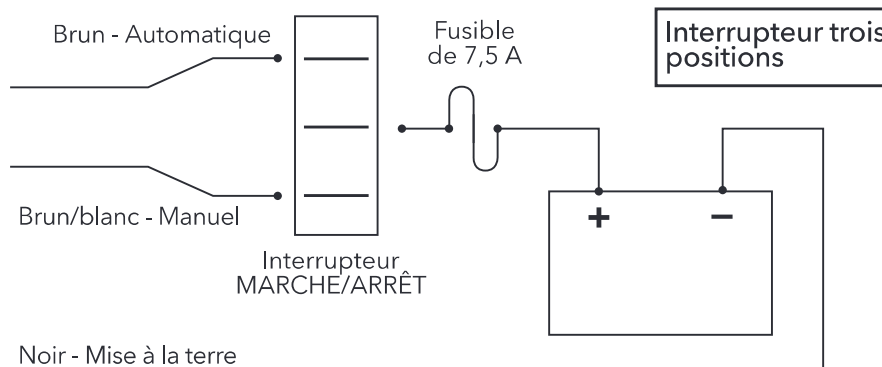 Brun - Automatique
Fusible
de 7,5 A
Interrupteur trois
positions
Brun/blanc - Manuel
+ −
Interrupteur
MARCHE/ARRÊT
Noir - Mise à la terre